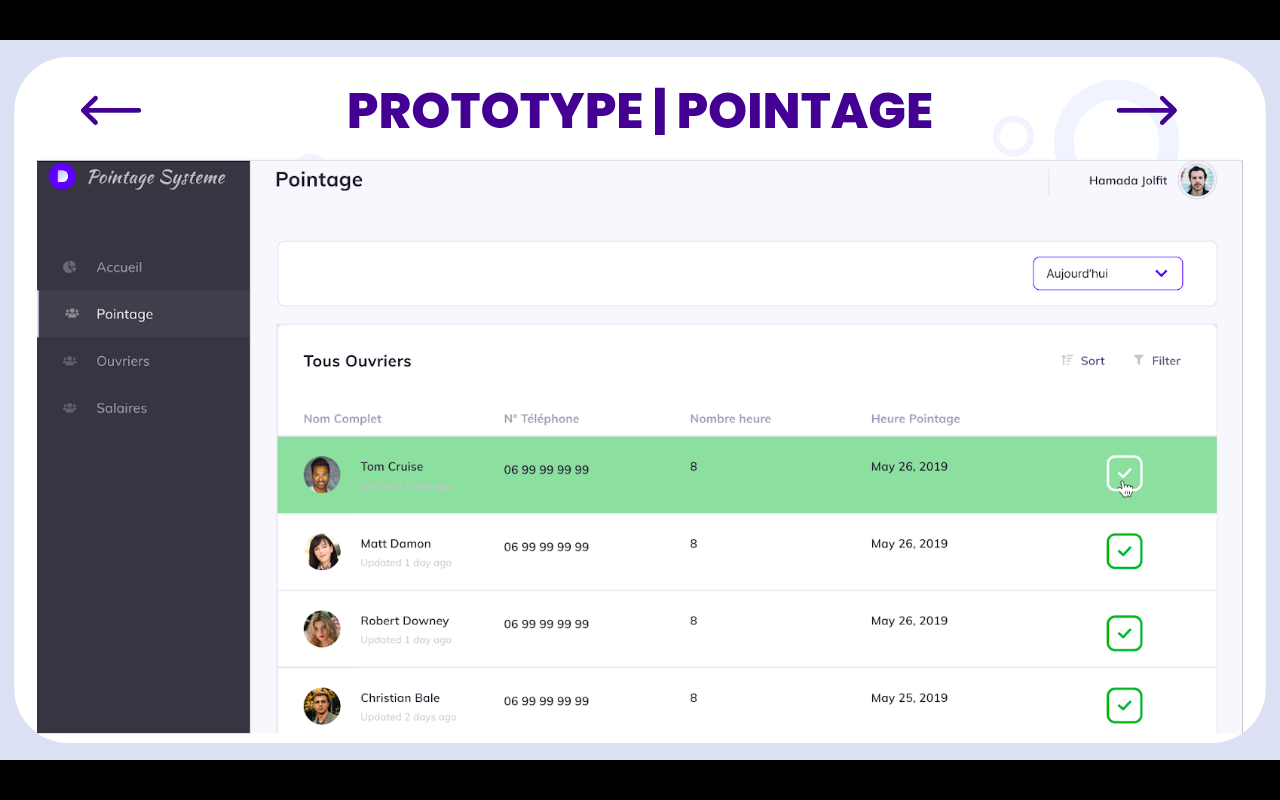 PROTOTYPE | POINTAGE
Pointage Systeme
Pointage
Hamada Jolfit
Accueil
Pointage
Ouvriers
Salaires
Aujourd'hui
Tous Ouvriers
Sort
Filter
Nom Complet N° Téléphone Nombre heure Heure Pointage
Tom Cruise 06 99 99 99 99 8 May 26, 2019
Updated 1 day ago
Matt Damon 06 99 99 99 99 8 May 26, 2019
Updated 1 day ago
Robert Downey 06 99 99 99 99 8 May 26, 2019
Updated 1 day ago
Christian Bale 06 99 99 99 99 8 May 25, 2019
Updated 2 days ago